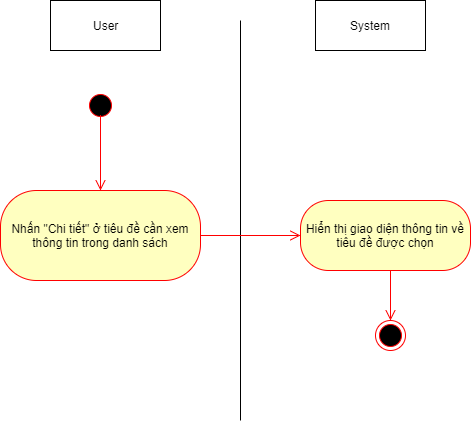 User
System
Nhấn "Chi tiết" ở tiêu đề cần xem
thông tin trong danh sách
Hiển thị giao diện thông tin về
tiêu đề được chọn